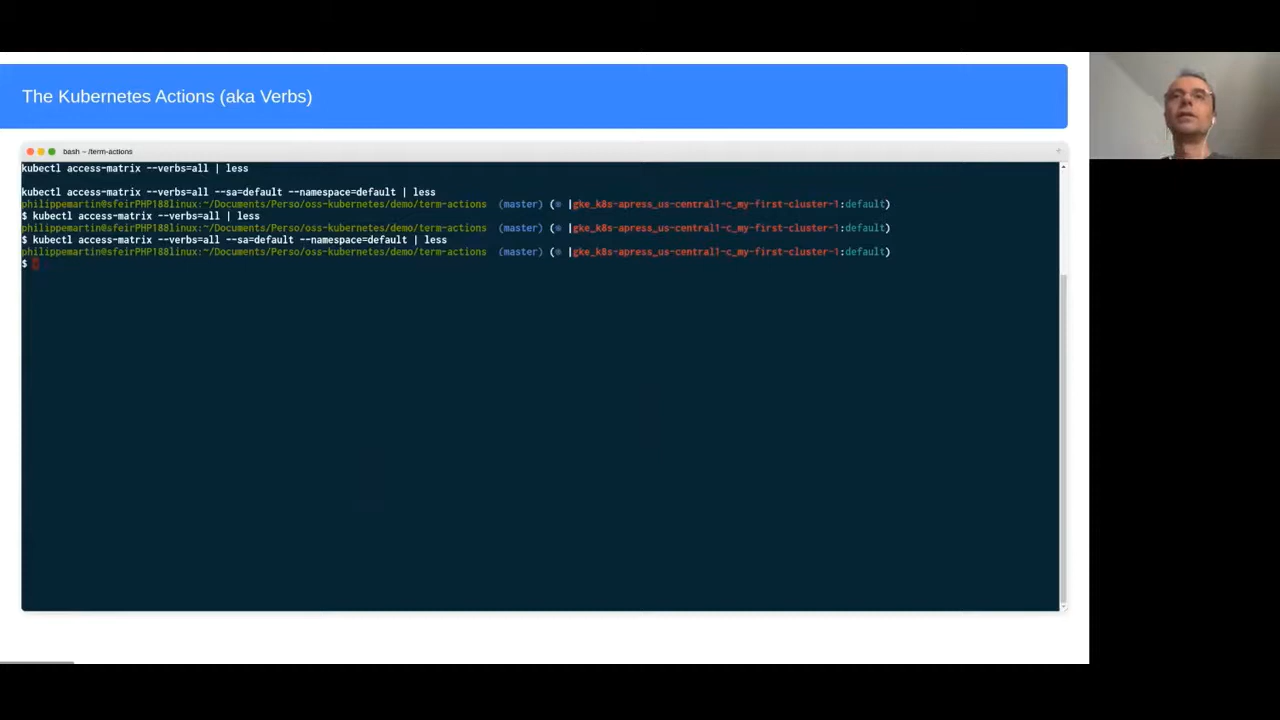 The Kubernetes Actions (aka Verbs)
bash – /term-actions
kubectl access-matrix --verbs=all | less
kubectl access-matrix --verbs=all --sa=default --namespace=default | less
philippemartin@sfeirPHP188linux:~/Documents/Perso/oss-kubernetes/demo/term-actions (master) (⎈ |gke_k8s-apress_us-central1-c_my-first-cluster-1:default)
$ kubectl access-matrix --verbs=all | less
philippemartin@sfeirPHP188linux:~/Documents/Perso/oss-kubernetes/demo/term-actions (master) (⎈ |gke_k8s-apress_us-central1-c_my-first-cluster-1:default)
$ kubectl access-matrix --verbs=all --sa=default --namespace=default | less
philippemartin@sfeirPHP188linux:~/Documents/Perso/oss-kubernetes/demo/term-actions (master) (⎈ |gke_k8s-apress_us-central1-c_my-first-cluster-1:default)
$